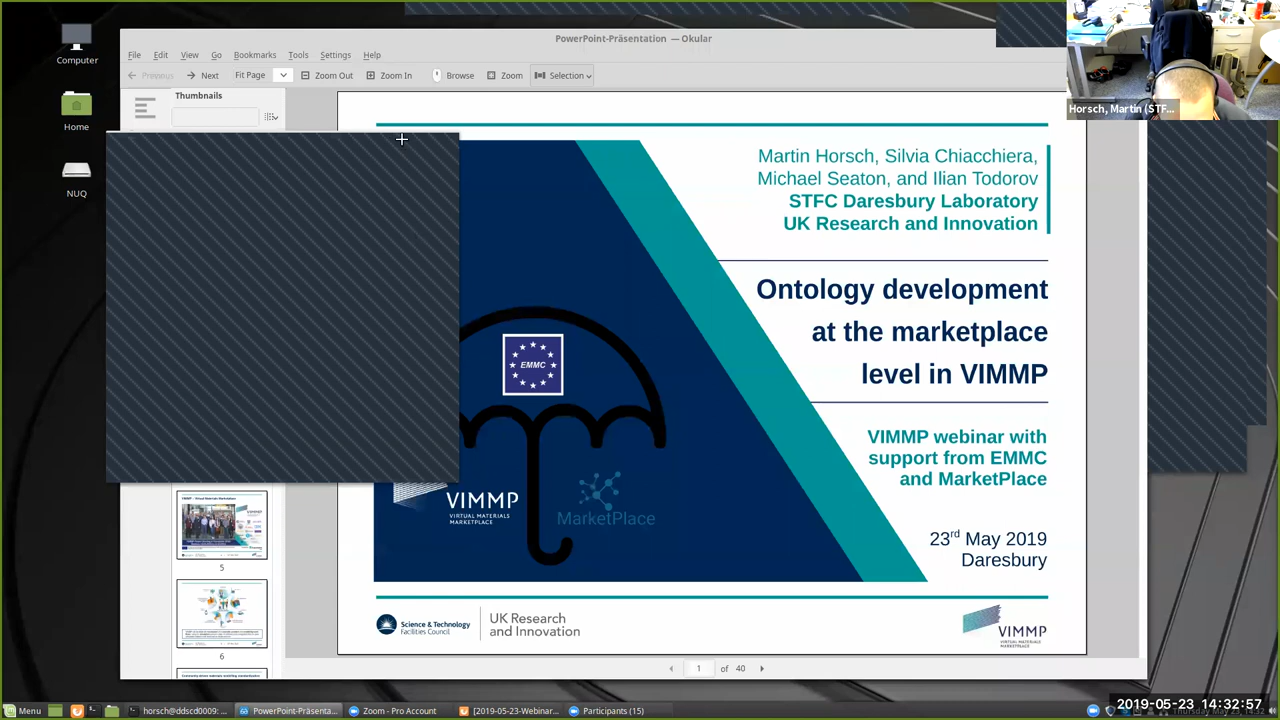 Computer
Home
NUQ
PowerPoint-Präsentation — Okular
File Edit View Go Bookmarks Tools Settings Help
Previous Next Fit Page Zoom Out Zoom In Browse Zoom Selection
Thumbnails
Horsch, Martin (STF...
Martin Horsch, Silvia Chiacchiera,
Michael Seaton, and Ilian Todorov
STFC Daresbury Laboratory
UK Research and Innovation
Ontology development
at the marketplace
level in VIMMP
EMMC
VIMMP webinar with
support from EMMC
and MarketPlace
VIMMP
VIRTUAL MATERIALS
MARKETPLACE
MarketPlace
23rd May 2019
Daresbury
Science & Technology
Facilities Council
UK Research
and Innovation
VIMMP
VIRTUAL MATERIALS
MARKETPLACE
5
6
1 of 40
Menu
horsch@ddscd0009: ...
PowerPoint-Präsenta...
Zoom - Pro Account
[2019-05-23-Webinar...
Participants (15)
2019-05-23 14:32:57